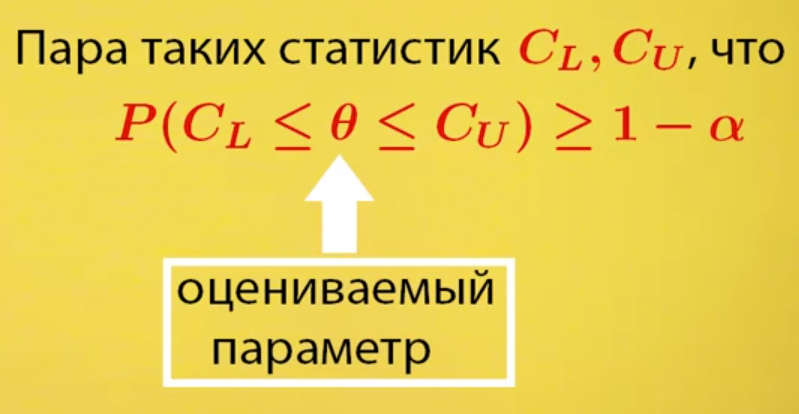 Пара таких статистик C_L, C_U, что
P(C_L ≤ θ ≤ C_U) ≥ 1 − α
оцениваемый
параметр